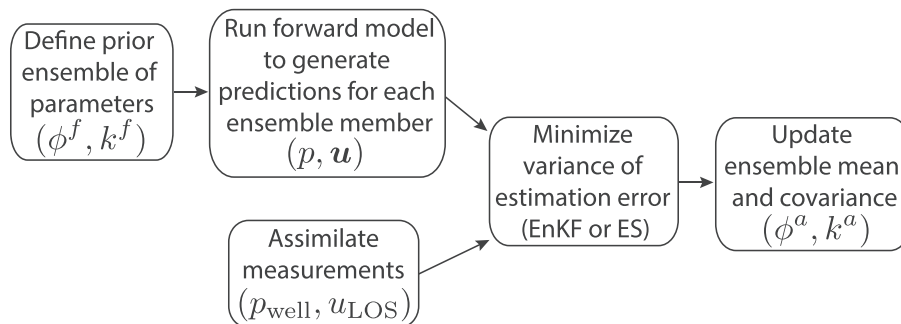 Define prior
ensemble of
parameters
(ϕ^f, k^f)
Run forward model
to generate
predictions for each
ensemble member
(p, u)
Assimilate
measurements
(p_well, u_LOS)
Minimize
variance of
estimation error
(EnKF or ES)
Update
ensemble mean
and covariance
(ϕ^a, k^a)